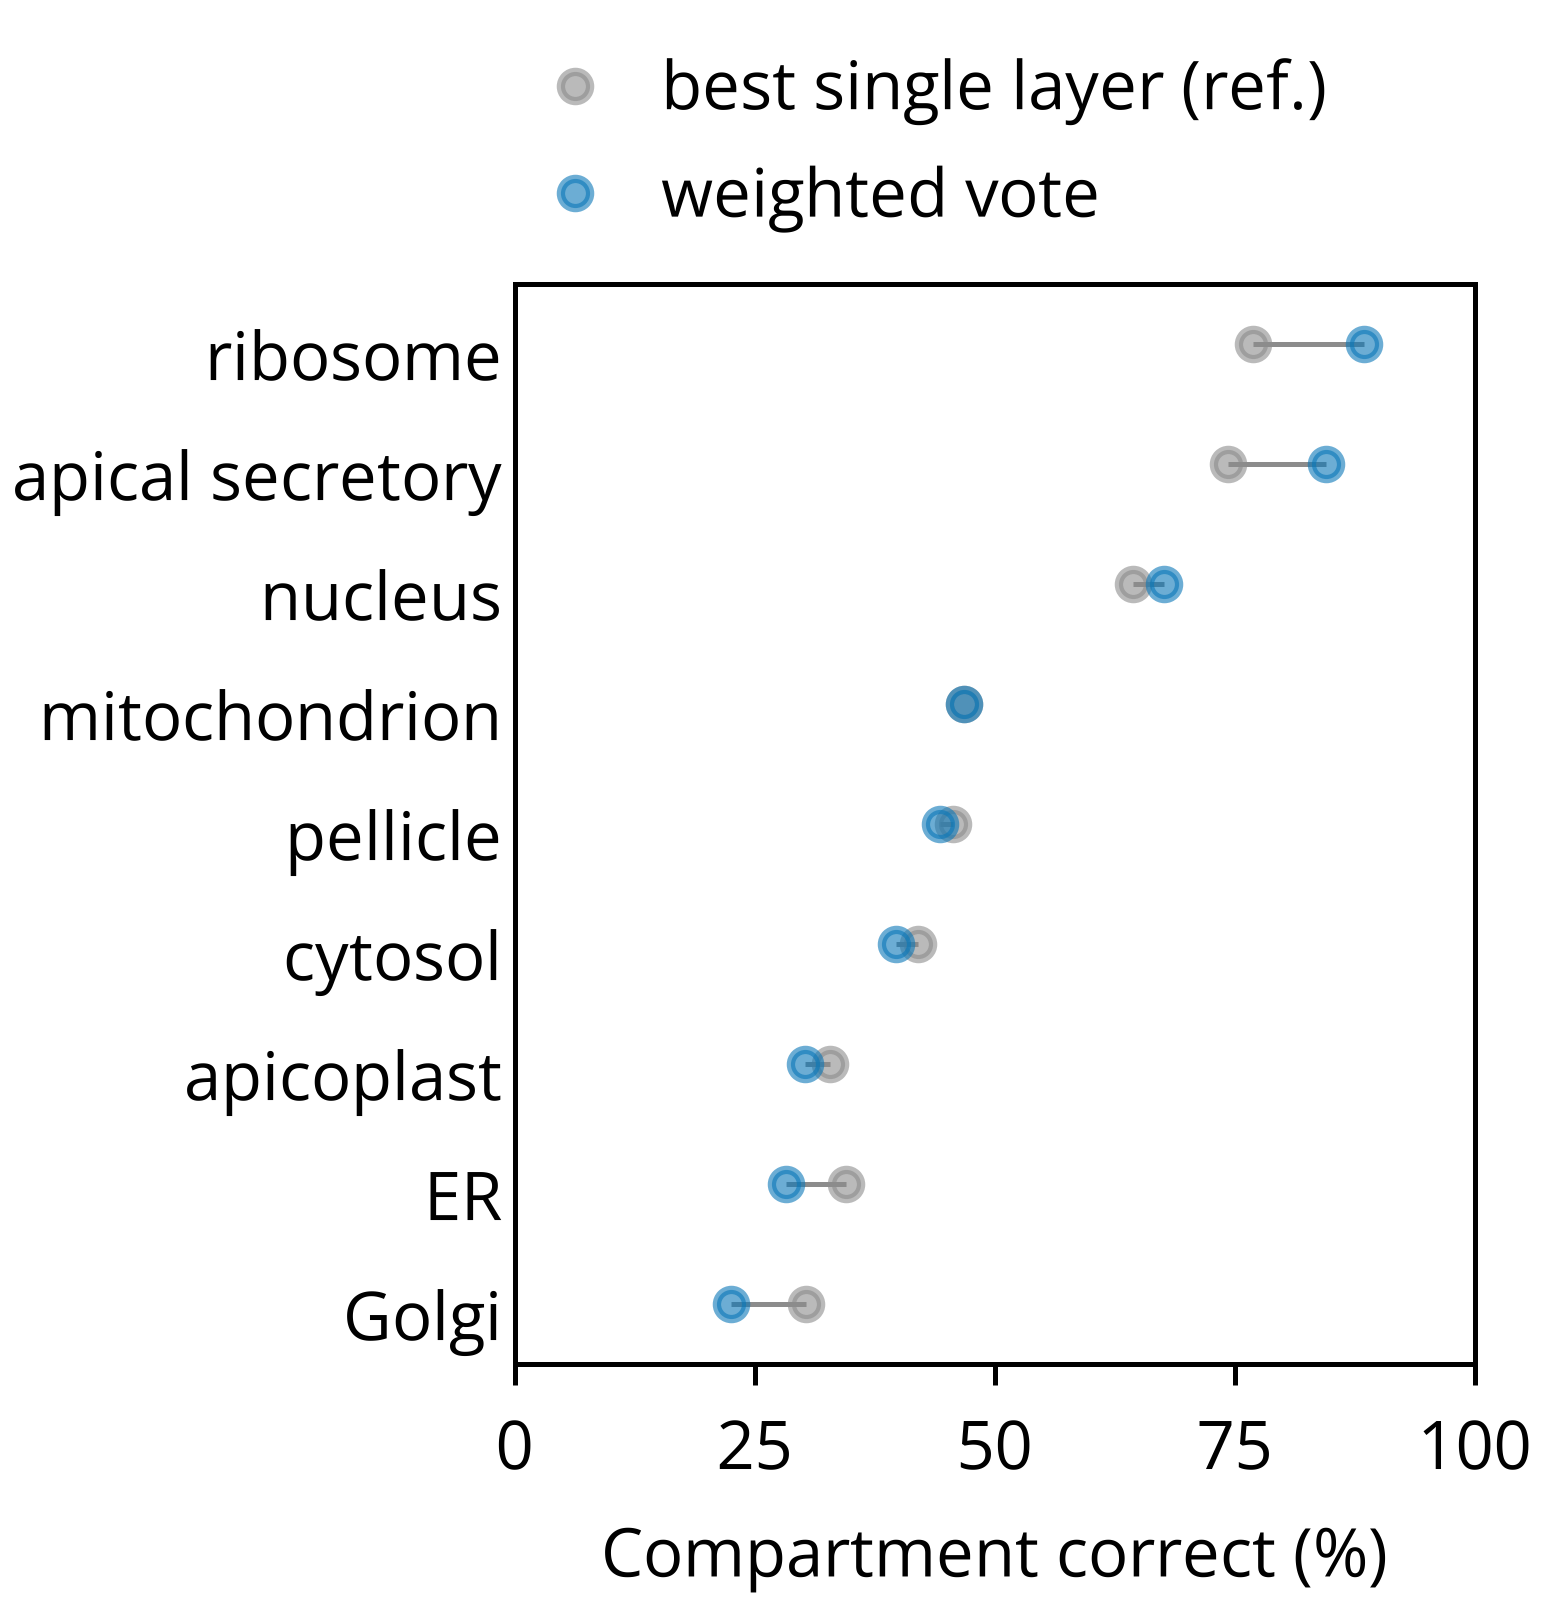 best single layer (ref.)
weighted vote
ribosome
apical secretory
nucleus
mitochondrion
pellicle
cytosol
apicoplast
ER
Golgi
0 25 50 75 100
Compartment correct (%)